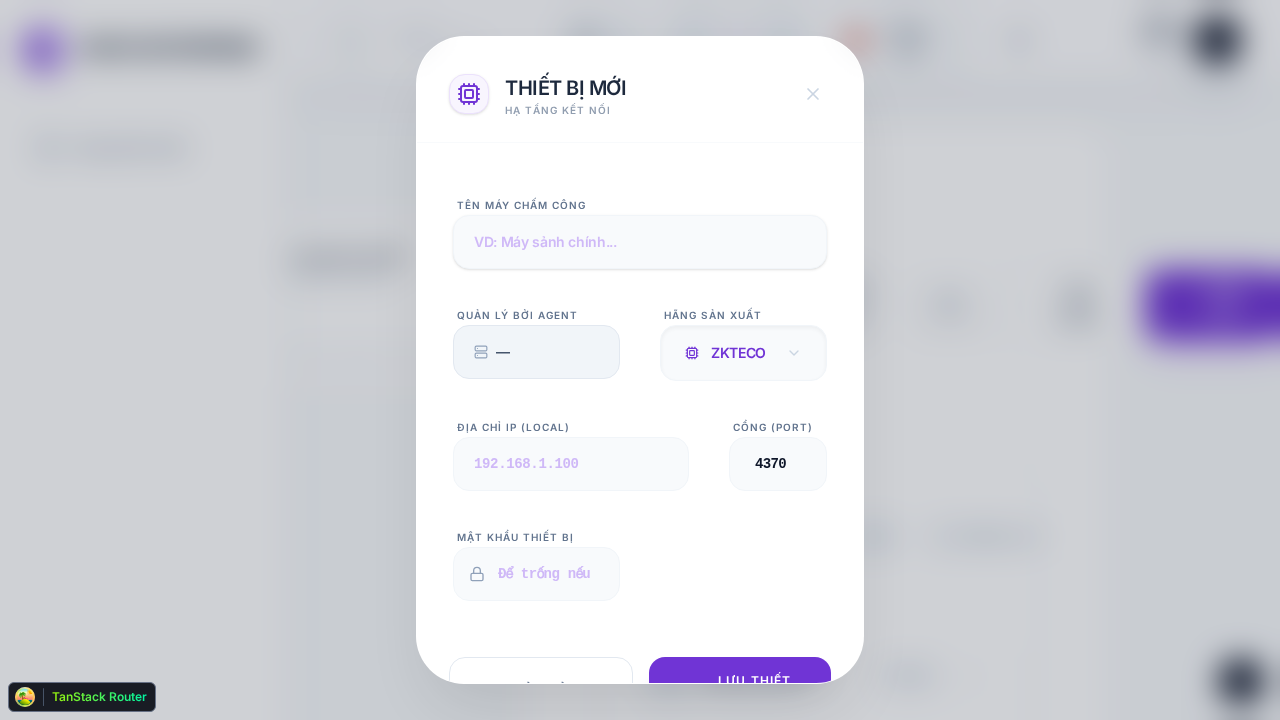 THIẾT BỊ MỚI
HẠ TẦNG KẾT NỐI
TÊN MÁY CHẤM CÔNG
VD: Máy sảnh chính...
QUẢN LÝ BỞI AGENT
HÃNG SẢN XUẤT
—
ZKTECO
ĐỊA CHỈ IP (LOCAL)
CỔNG (PORT)
192.168.1.100
4370
MẬT KHẨU THIẾT BỊ
Để trống nếu
LƯU THIẾT
TanStack Router